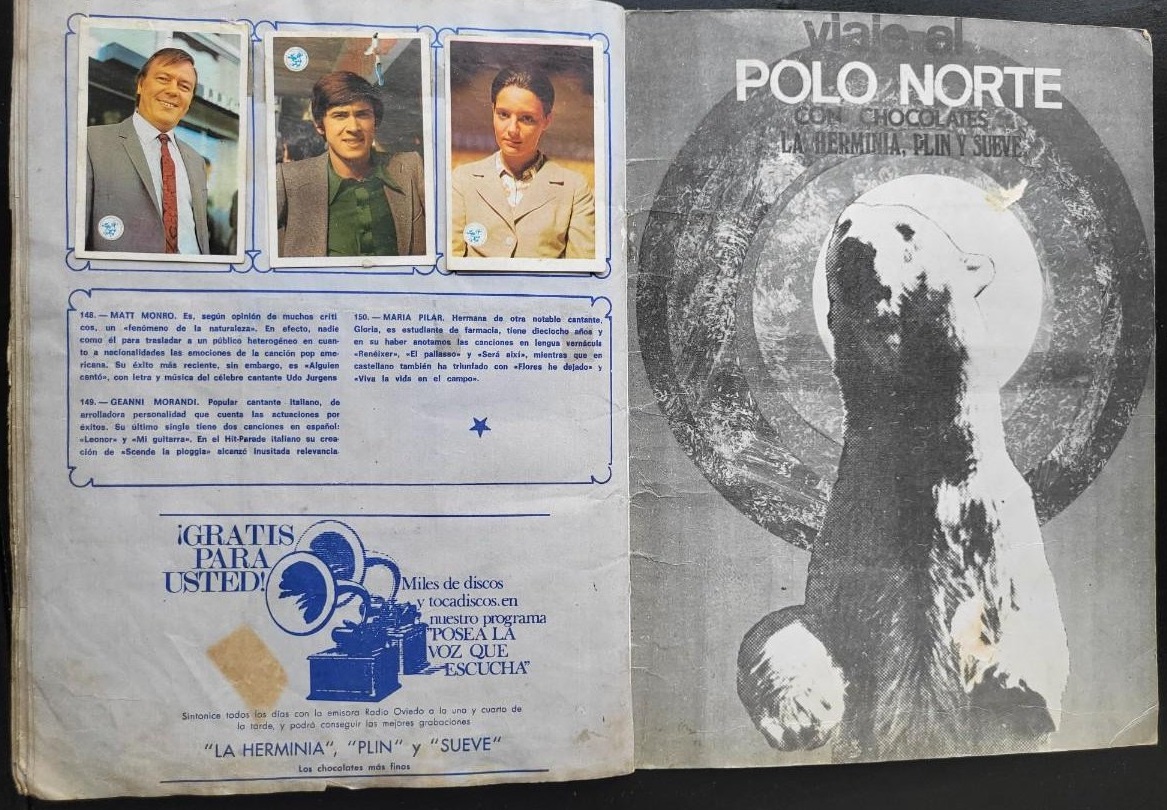 148. — MATT MONRO. Es, según opinión de muchos críti
cos, un «fenómeno de la naturaleza». En efecto, nadie
como él para trasladar a un público heterogéneo en cuan-
to a nacionalidades las emociones de la canción pop ame-
ricana. Su éxito más reciente, sin embargo, es «Alguien
cantó», con letra y música del célebre cantante Udo Jurgens
149. — GEANNI MORANDI. Popular cantante italiano, de
arrolladora personalidad que cuenta las actuaciones por
éxitos. Su último single tiene dos canciones en español:
«Leonor» y «Mi guitarra». En el Hit-Parade italiano su crea-
ción de «Scende la pioggia» alcanzó inusitada relevancia.
150. — MARIA PILAR. Hermana de otra notable cantante,
Gloria, es estudiante de farmacia, tiene dieciocho años y
en su haber anotamos las canciones en lengua vernácula
«Renéixer», «El pallasso» y «Será així», mientras que en
castellano también ha triunfado con «Flores he dejado» y
«Viva la vida en el campo».
¡GRATIS
PARA
USTED!
Miles de discos
y tocadiscos.en
nuestro programa
"POSEA LA
VOZ QUE
ESCUCHA"
Sintonice todos los días con la emisora Radio Oviedo a la una y cuarto de
la tarde, y podrá conseguir las mejores grabaciones
"LA HERMINIA", "PLIN" y "SUEVE"
Los chocolates más finos
viaje al
POLO NORTE
CON CHOCOLATES
LA HERMINIA, PLIN Y SUEVE